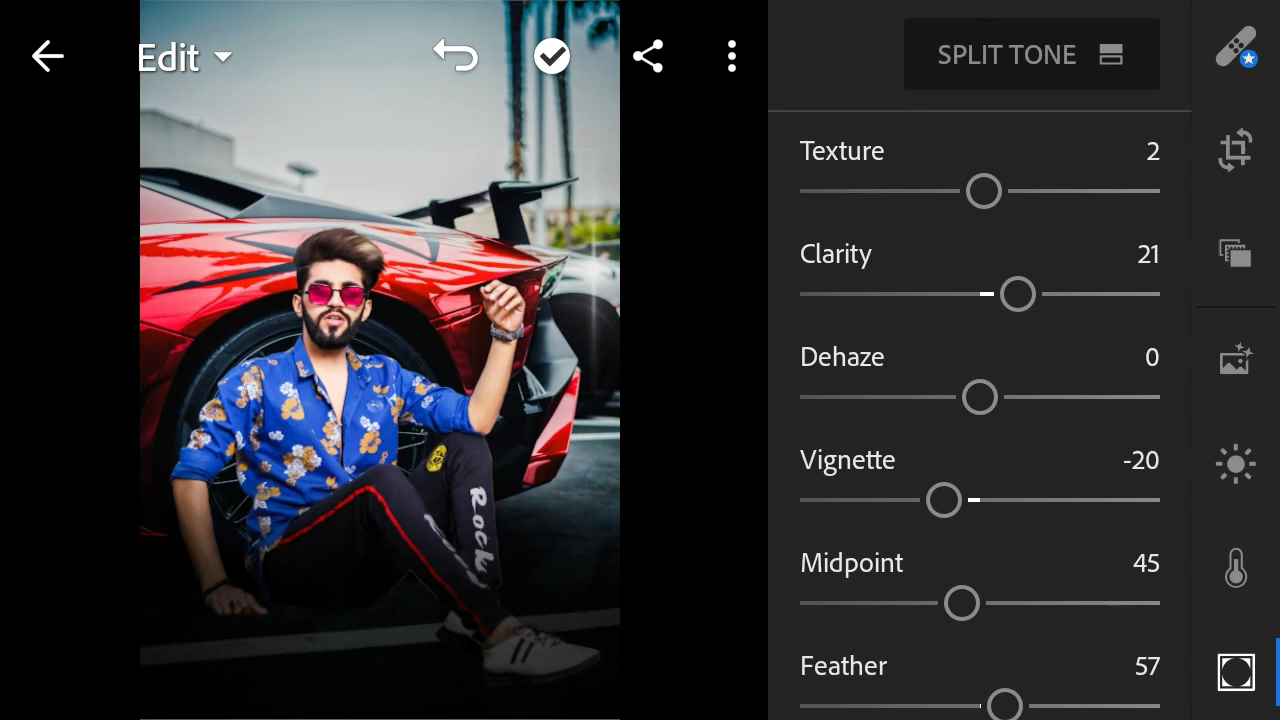 Edit
SPLIT TONE
Texture 2
Clarity 21
Dehaze 0
Vignette -20
Midpoint 45
Feather 57
Rock